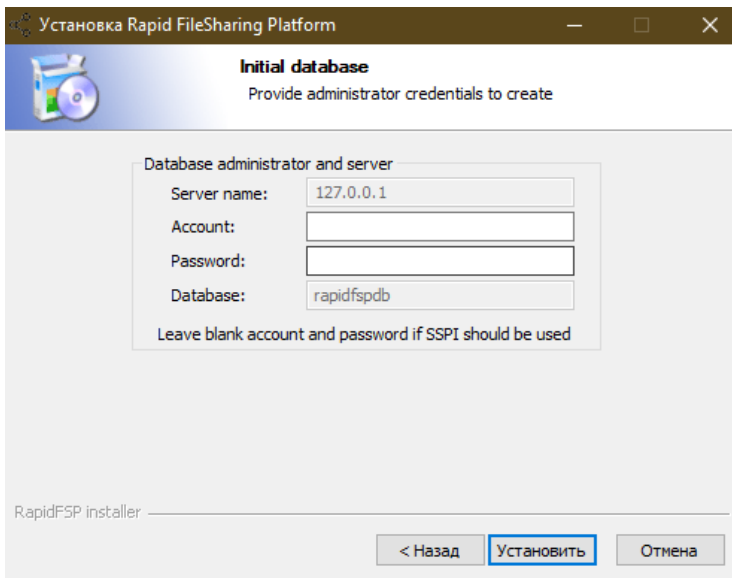 Установка Rapid FileSharing Platform
Initial database
Provide administrator credentials to create
Database administrator and server
Server name: 127.0.0.1
Account:
Password:
Database: rapidfspdb
Leave blank account and password if SSPI should be used
RapidFSP installer
< Назад Установить Отмена